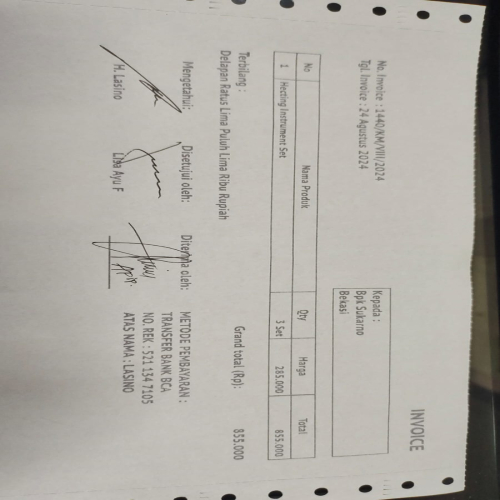 INVOICE
No. Invoice : 1440/KM/VIII/2024
Tgl. Invoice : 24 Agustus 2024
Kepada :
Bpk Sukarno
Bekasi
No Nama Produk Qty Harga Total
1 Hecting Instrument Set 3 Set 285.000 855.000
Grand total (Rp): 855.000
Terbilang :
Delapan Ratus Lima Puluh Lima Ribu Rupiah
Mengetahui: Disetujui oleh: Diterima oleh:
H. Lasino Lisa Ayu F
METODE PEMBAYARAN :
TRANSFER BANK BCA
NO. REK : 521 134 7105
ATAS NAMA : LASINO